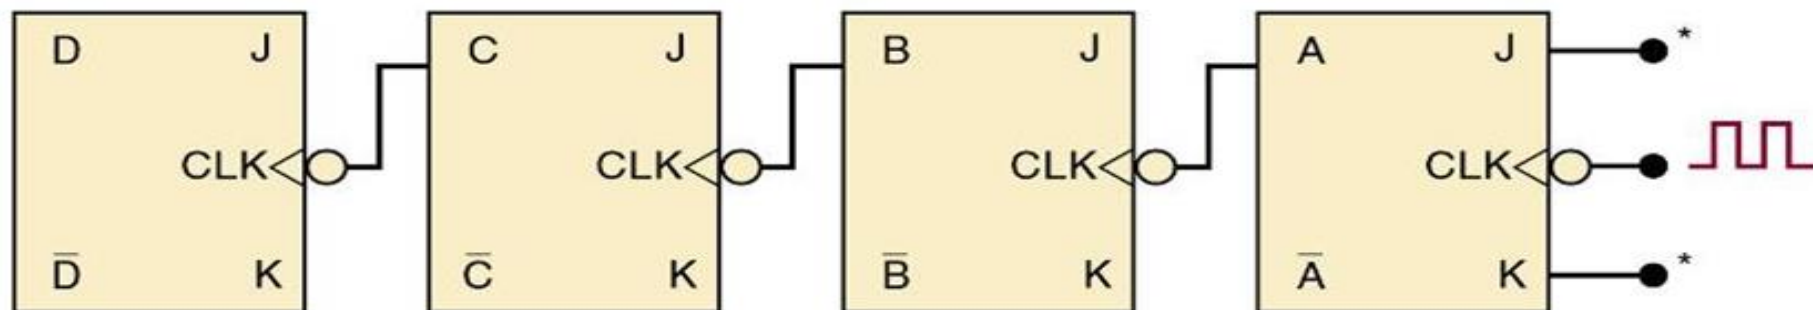 D J C J B J A J *
CLK CLK CLK CLK
D̅ K C̅ K B̅ K A̅ K *